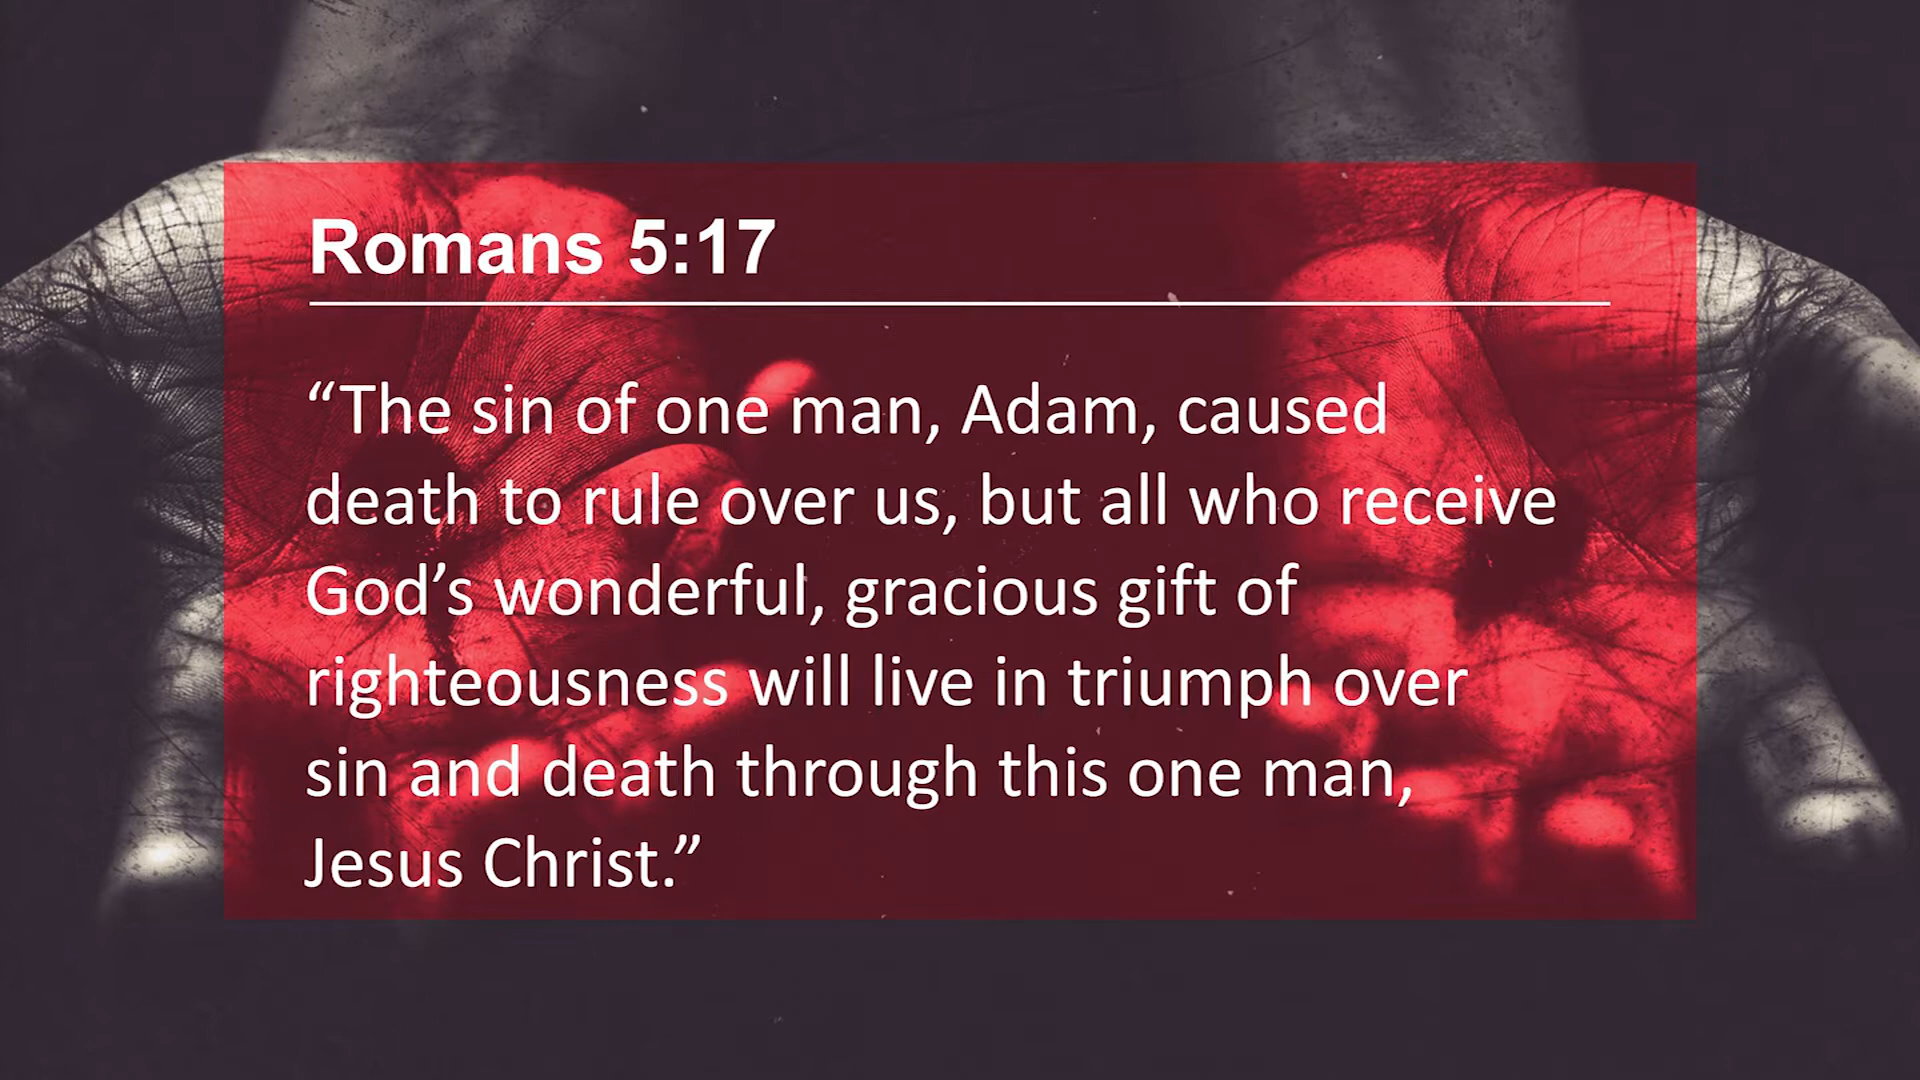 Romans 5:17
“The sin of one man, Adam, caused
death to rule over us, but all who receive
God’s wonderful, gracious gift of
righteousness will live in triumph over
sin and death through this one man,
Jesus Christ.”